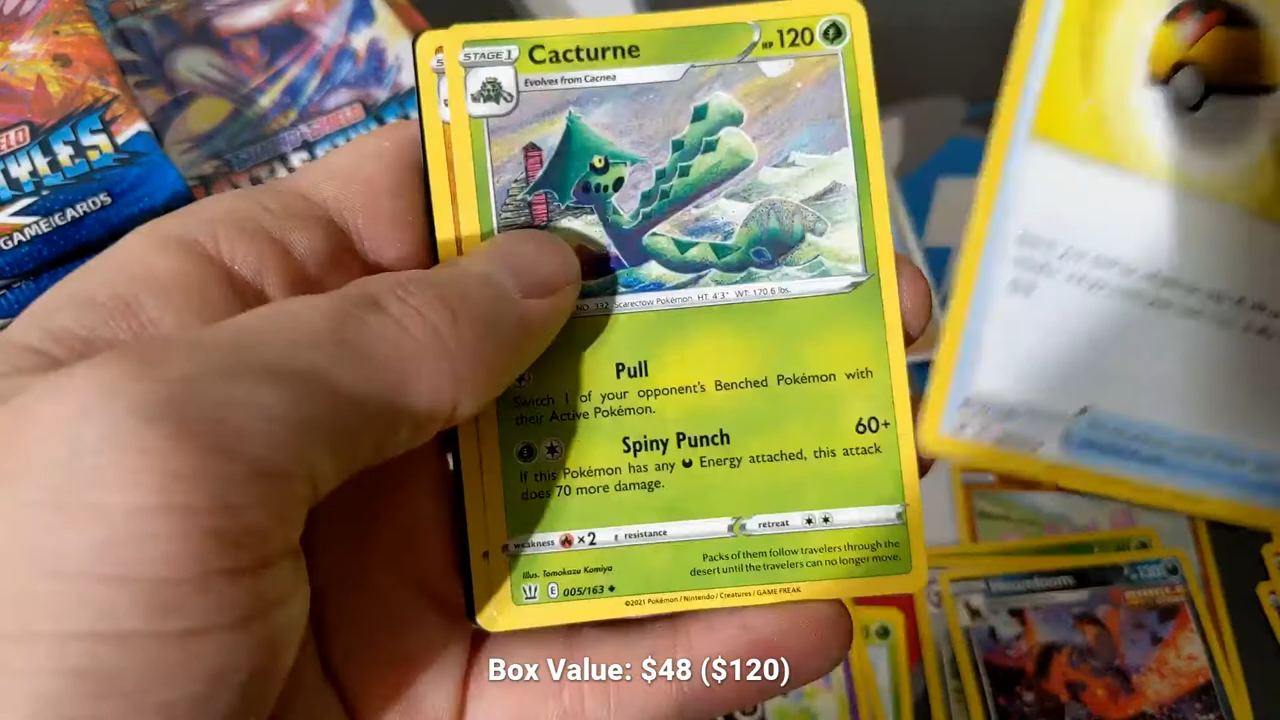 STAGE 1
Cacturne
HP 120
Evolves from Cacnea
NO. 332 Scarecrow Pokémon HT: 4'3" WT: 170.6 lbs.
Pull
Switch 1 of your opponent's Benched Pokémon with
their Active Pokémon.
Spiny Punch 60+
If this Pokémon has any Energy attached, this attack
does 70 more damage.
weakness ×2 resistance
retreat
Packs of them follow travelers through the
desert until the travelers can no longer move.
Illus. Tomokazu Komiya
E 005/163
©2021 Pokémon / Nintendo / Creatures / GAME FREAK
GAME CARDS
Box Value: $48 ($120)